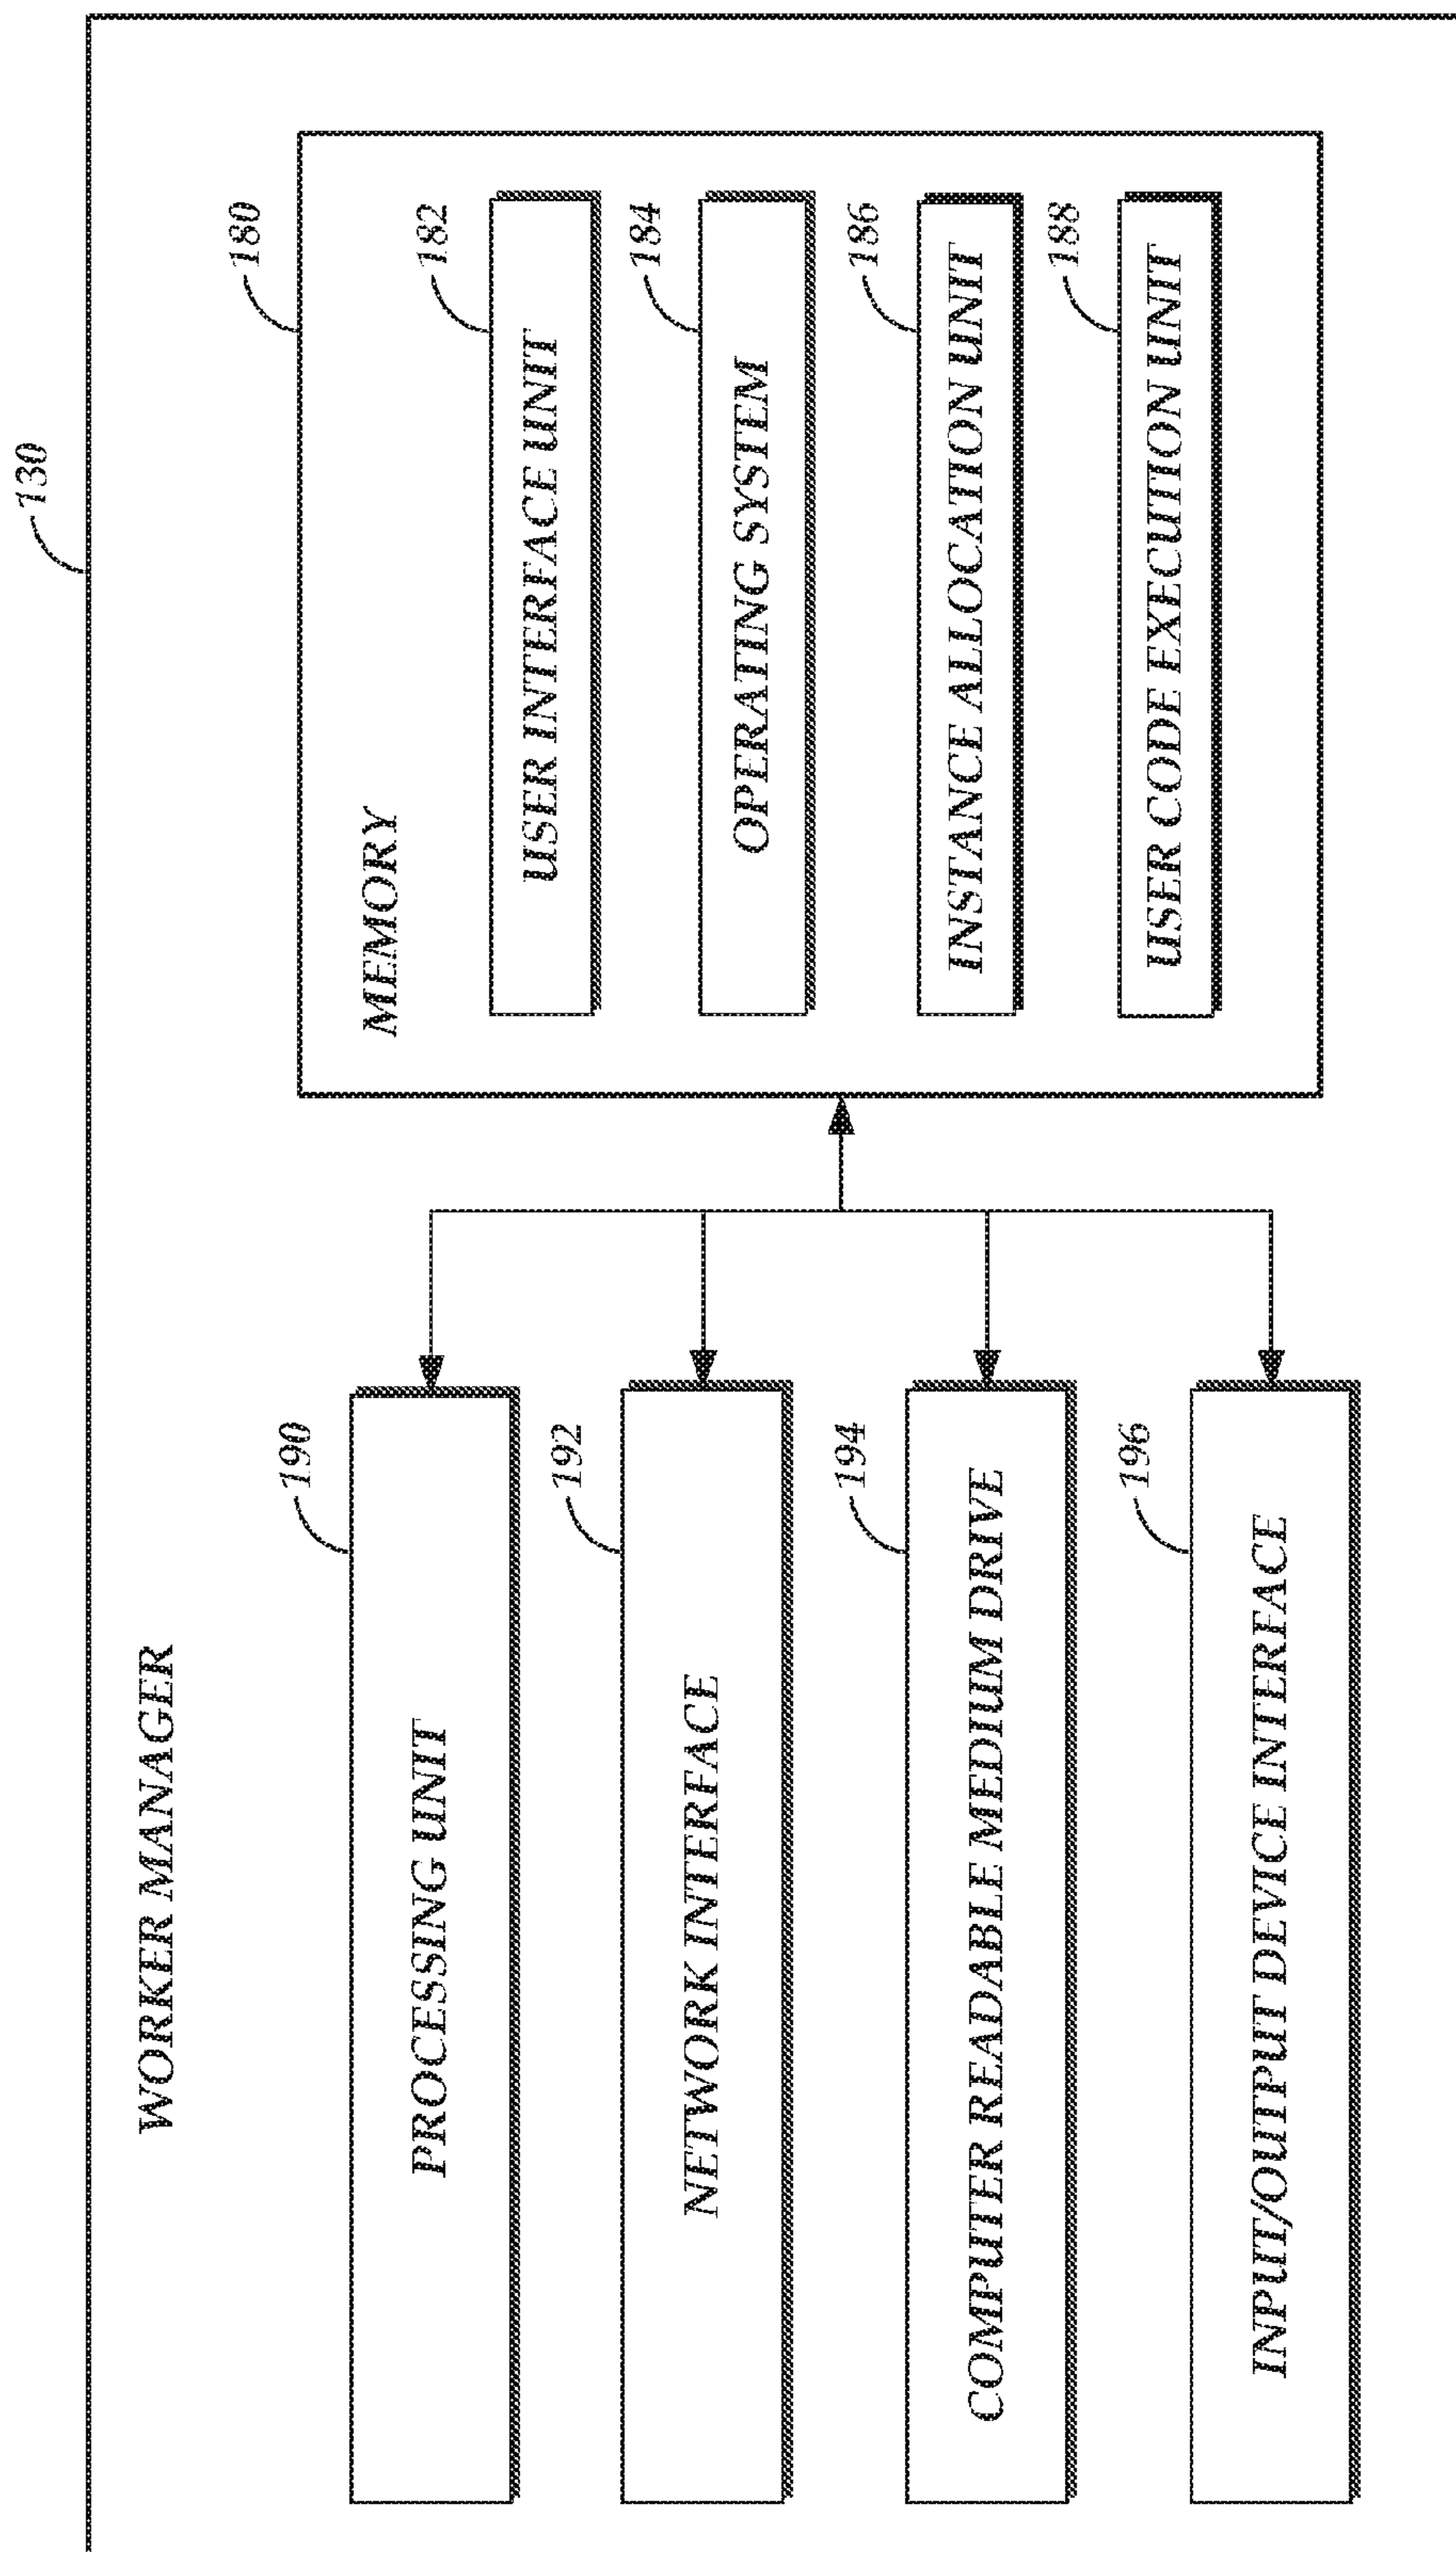 130
WORKER MANAGER
180
MEMORY
190
PROCESSING UNIT
182
USER INTERFACE UNIT
192
NETWORK INTERFACE
184
OPERATING SYSTEM
194
COMPUTER READABLE MEDIUM DRIVE
186
INSTANCE ALLOCATION UNIT
196
INPUT/OUTPUT DEVICE INTERFACE
188
USER CODE EXECUTION UNIT